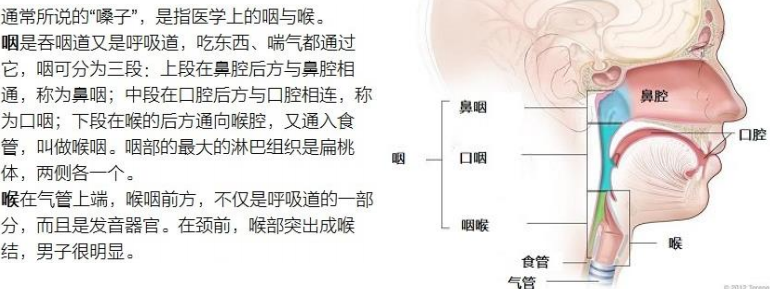 通常所说的“嗓子”，是指医学上的咽与喉。
咽是吞咽道又是呼吸道，吃东西、喘气都通过
它，咽可分为三段：上段在鼻腔后方与鼻腔相
通，称为鼻咽；中段在口腔后方与口腔相连，称
为口咽；下段在喉的后方通向喉腔，又通入食
管，叫做喉咽。咽部的最大的淋巴组织是扁桃
体，两侧各一个。
喉在气管上端，喉咽前方，不仅是呼吸道的一部
分，而且是发音器官。在颈前，喉部突出成喉
结，男子很明显。
鼻咽
鼻腔
口腔
咽
口咽
咽喉
喉
食管
气管
© 2012